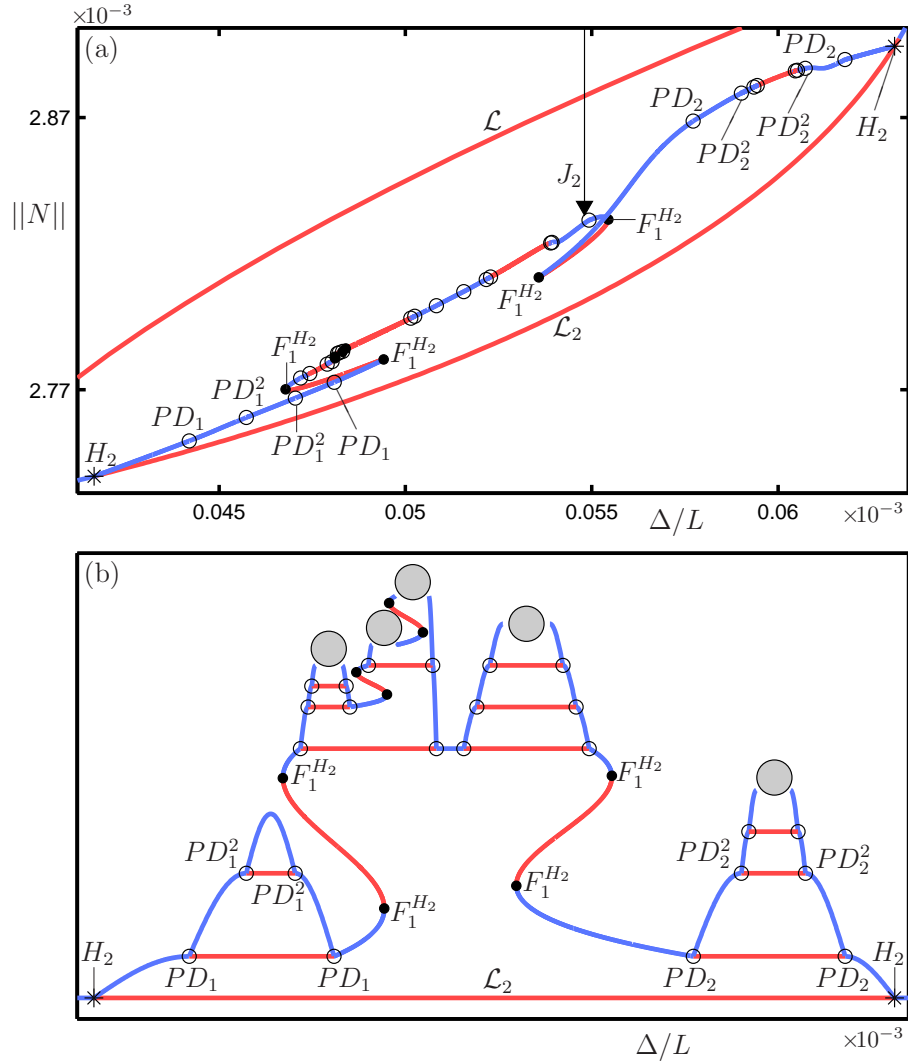 ×10⁻³
(a)
PD₂
2.87
ℒ
PD₂
PD₂²
PD₂²
H₂
J₂
||N||
F₁^{H₂}
F₁^{H₂}
ℒ₂
F₁^{H₂}
F₁^{H₂}
2.77
PD₁²
PD₁
H₂
PD₁²
PD₁
0.045
0.05
0.055
0.06
Δ/L
×10⁻³
(b)
F₁^{H₂}
F₁^{H₂}
PD₁²
PD₂²
PD₂²
PD₁²
F₁^{H₂}
F₁^{H₂}
H₂
PD₁
PD₁
ℒ₂
PD₂
PD₂
H₂
Δ/L
×10⁻³